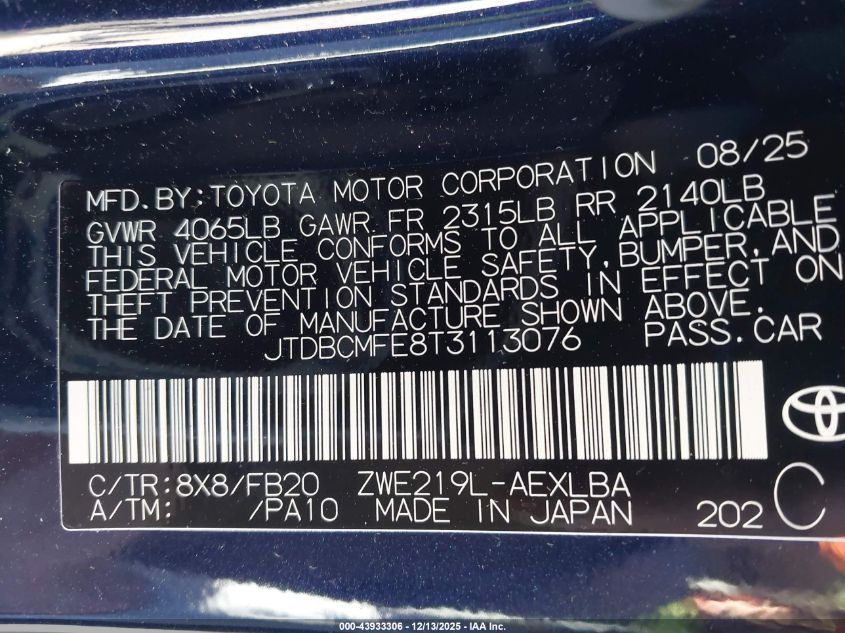 MFD.BY:TOYOTA MOTOR CORPORATION 08/25
GVWR 4065LB GAWR FR 2315LB RR 2140LB
THIS VEHICLE CONFORMS TO ALL APPLICABLE
FEDERAL MOTOR VEHICLE SAFETY,BUMPER,AND
THEFT PREVENTION STANDARDS IN EFFECT ON
THE DATE OF MANUFACTURE SHOWN ABOVE.
JTDBCMFE8T3113076 PASS.CAR
C/TR:8X8/FB20 ZWE219L-AEXLBA
A/TM: /PA10 MADE IN JAPAN 202 C
000-43933306 - 12/13/2025 - IAA Inc.